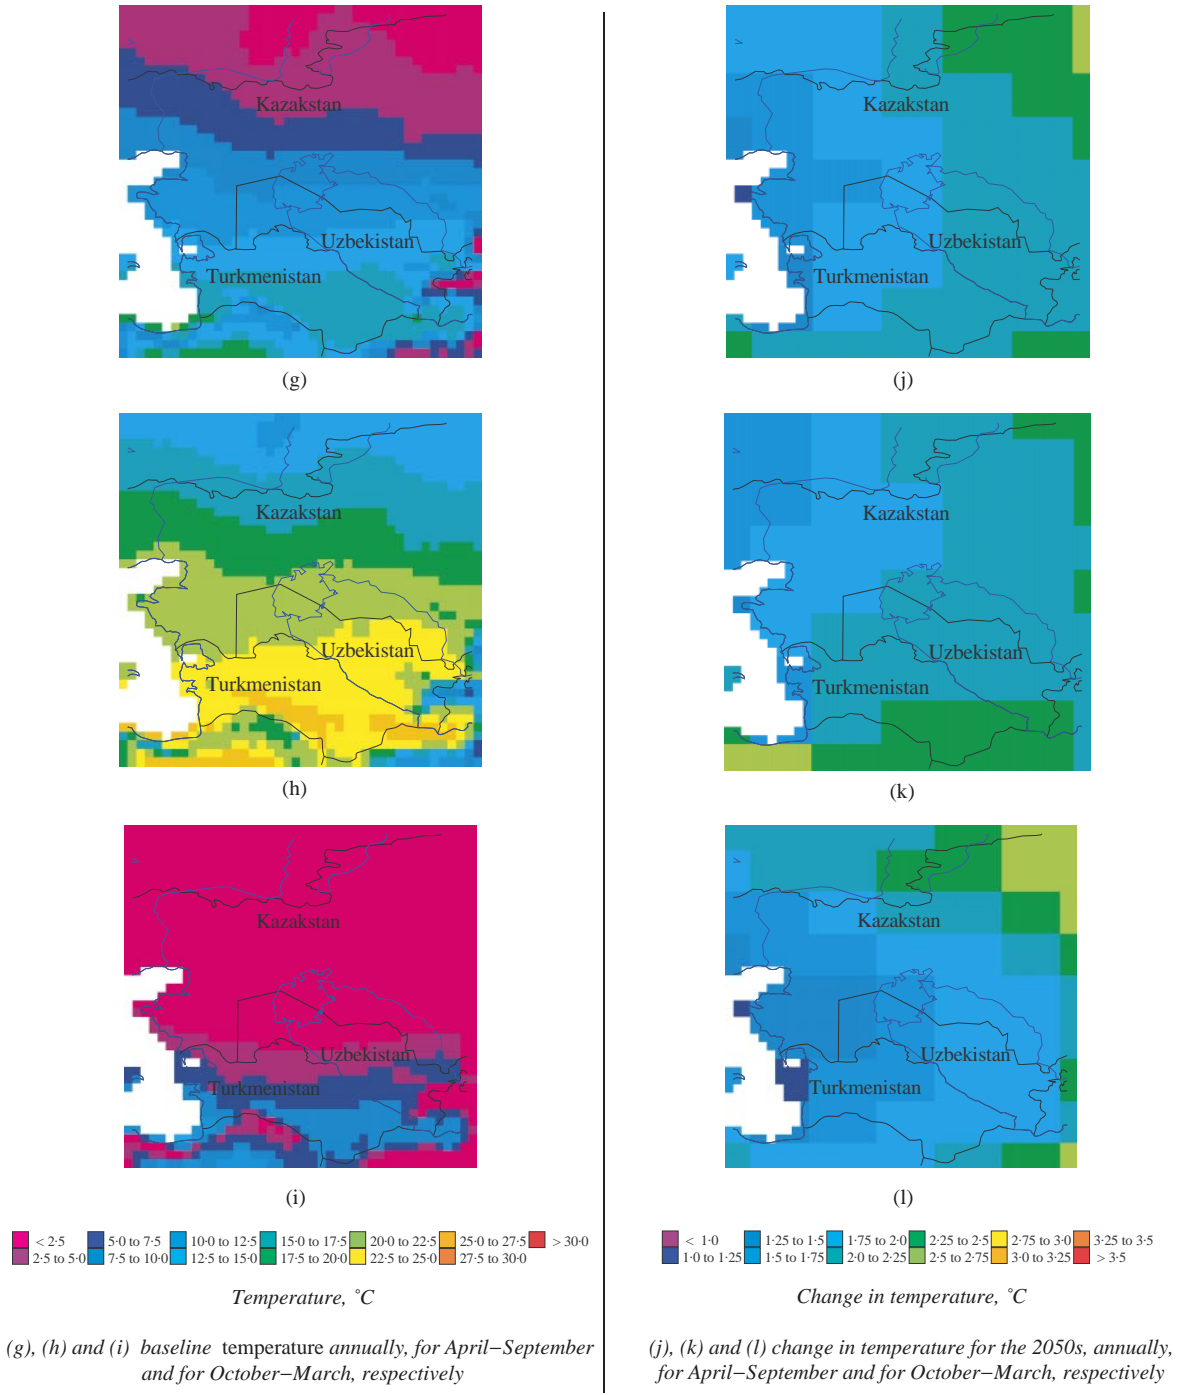 Kazakstan
Uzbekistan
Turkmenistan
(g)
Kazakstan
Uzbekistan
Turkmenistan
(h)
Kazakstan
Uzbekistan
Turkmenistan
(i)
< 2·5 5·0 to 7·5 10·0 to 12·5 15·0 to 17·5 20·0 to 22·5 25·0 to 27·5 > 30·0
2·5 to 5·0 7·5 to 10·0 12·5 to 15·0 17·5 to 20·0 22·5 to 25·0 27·5 to 30·0
Temperature, °C
(g), (h) and (i) baseline temperature annually, for April–September
and for October–March, respectively
Kazakstan
Uzbekistan
Turkmenistan
(j)
Kazakstan
Uzbekistan
Turkmenistan
(k)
Kazakstan
Uzbekistan
Turkmenistan
(l)
< 1·0 1·25 to 1·5 1·75 to 2·0 2·25 to 2·5 2·75 to 3·0 3·25 to 3·5
1·0 to 1·25 1·5 to 1·75 2·0 to 2·25 2·5 to 2·75 3·0 to 3·25 > 3·5
Change in temperature, °C
(j), (k) and (l) change in temperature for the 2050s, annually,
for April–September and for October–March, respectively